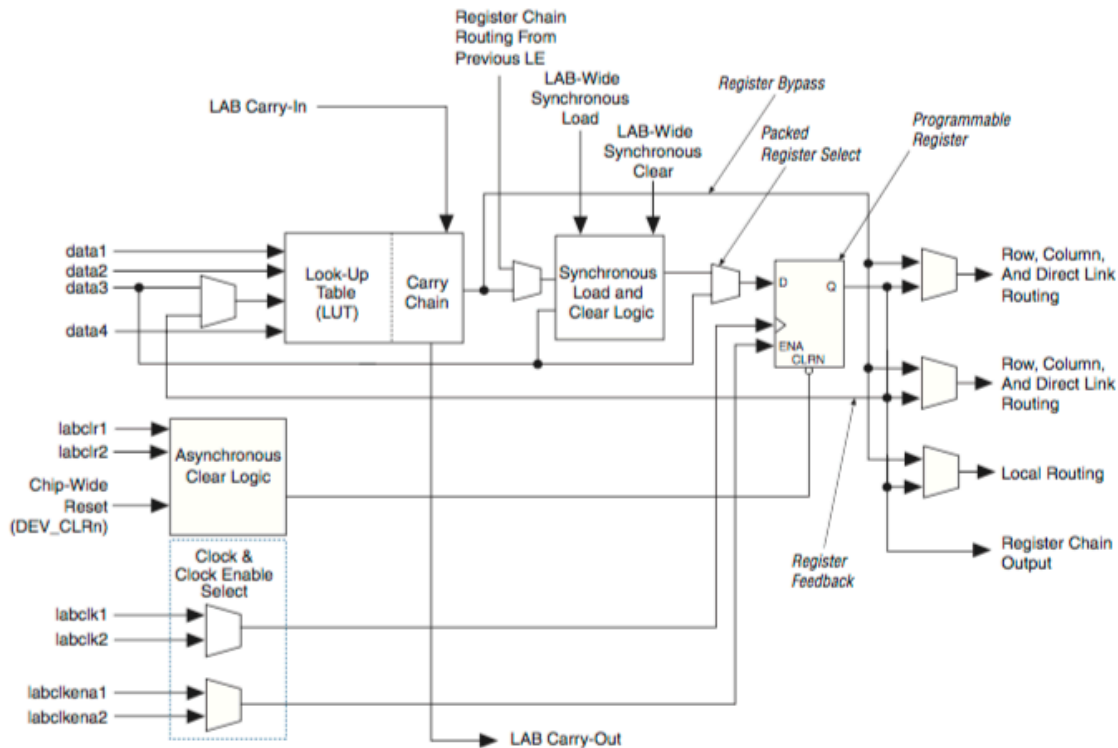 Register Chain
Routing From
Previous LE
LAB-Wide
Synchronous
Load
LAB-Wide
Synchronous
Clear
Register Bypass
Packed
Register Select
Programmable
Register
LAB Carry-In
data1
data2
data3
data4
Look-Up
Table
(LUT)
Carry
Chain
Synchronous
Load and
Clear Logic
D
Q
ENA
CLRN
Row, Column,
And Direct Link
Routing
Row, Column,
And Direct Link
Routing
Local Routing
Register Chain
Output
Register
Feedback
labclr1
labclr2
Chip-Wide
Reset
(DEV_CLRn)
Asynchronous
Clear Logic
Clock &
Clock Enable
Select
labclk1
labclk2
labclkena1
labclkena2
LAB Carry-Out